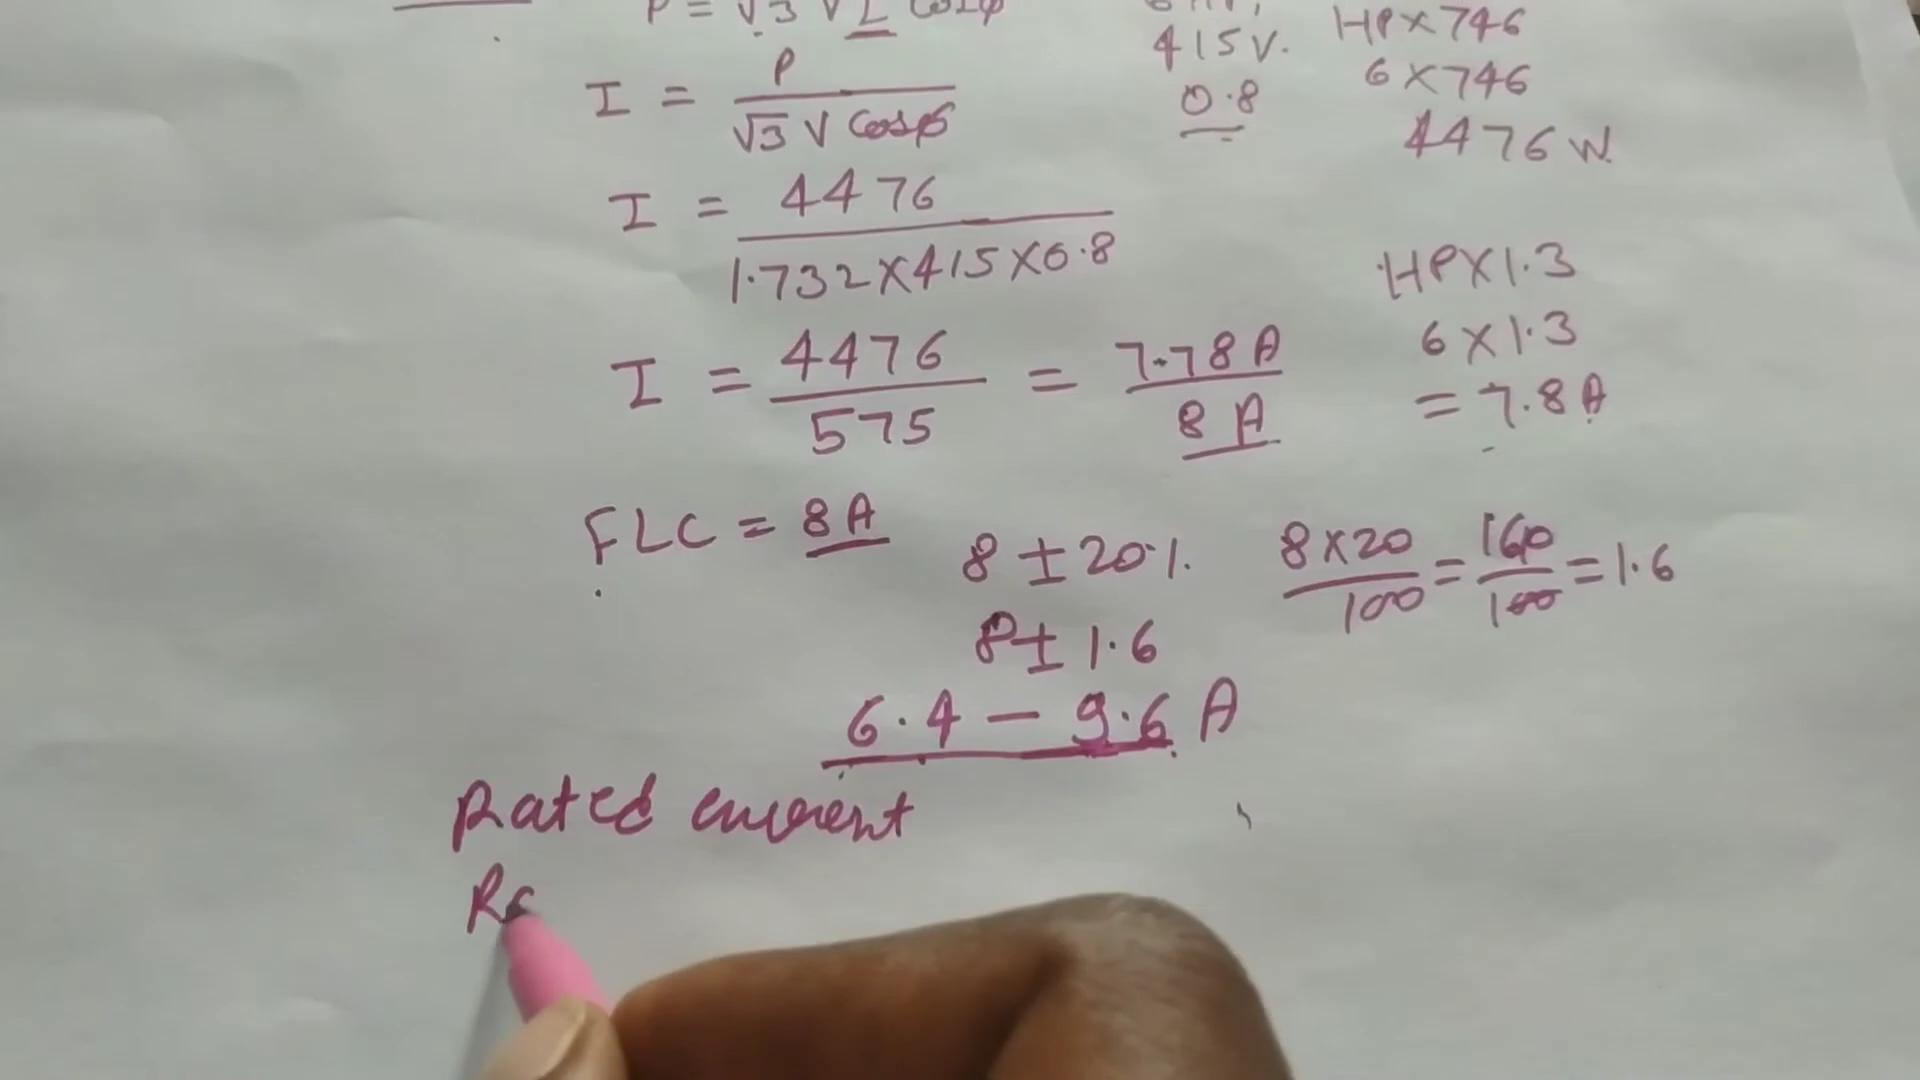 P = √3 V I cosφ
I = P / √3 V cosφ
I = 4476 / 1.732×415×0.8
I = 4476 / 575 = 7.78 A
8 A
FLC = 8A
8 ± 20%
8 ± 1.6
6.4 — 9.6 A
Rated current
415 V.
0.8
HP×746
6×746
4476 W.
HP×1.3
6×1.3
= 7.8 A
8×20 / 100 = 160 / 100 = 1.6